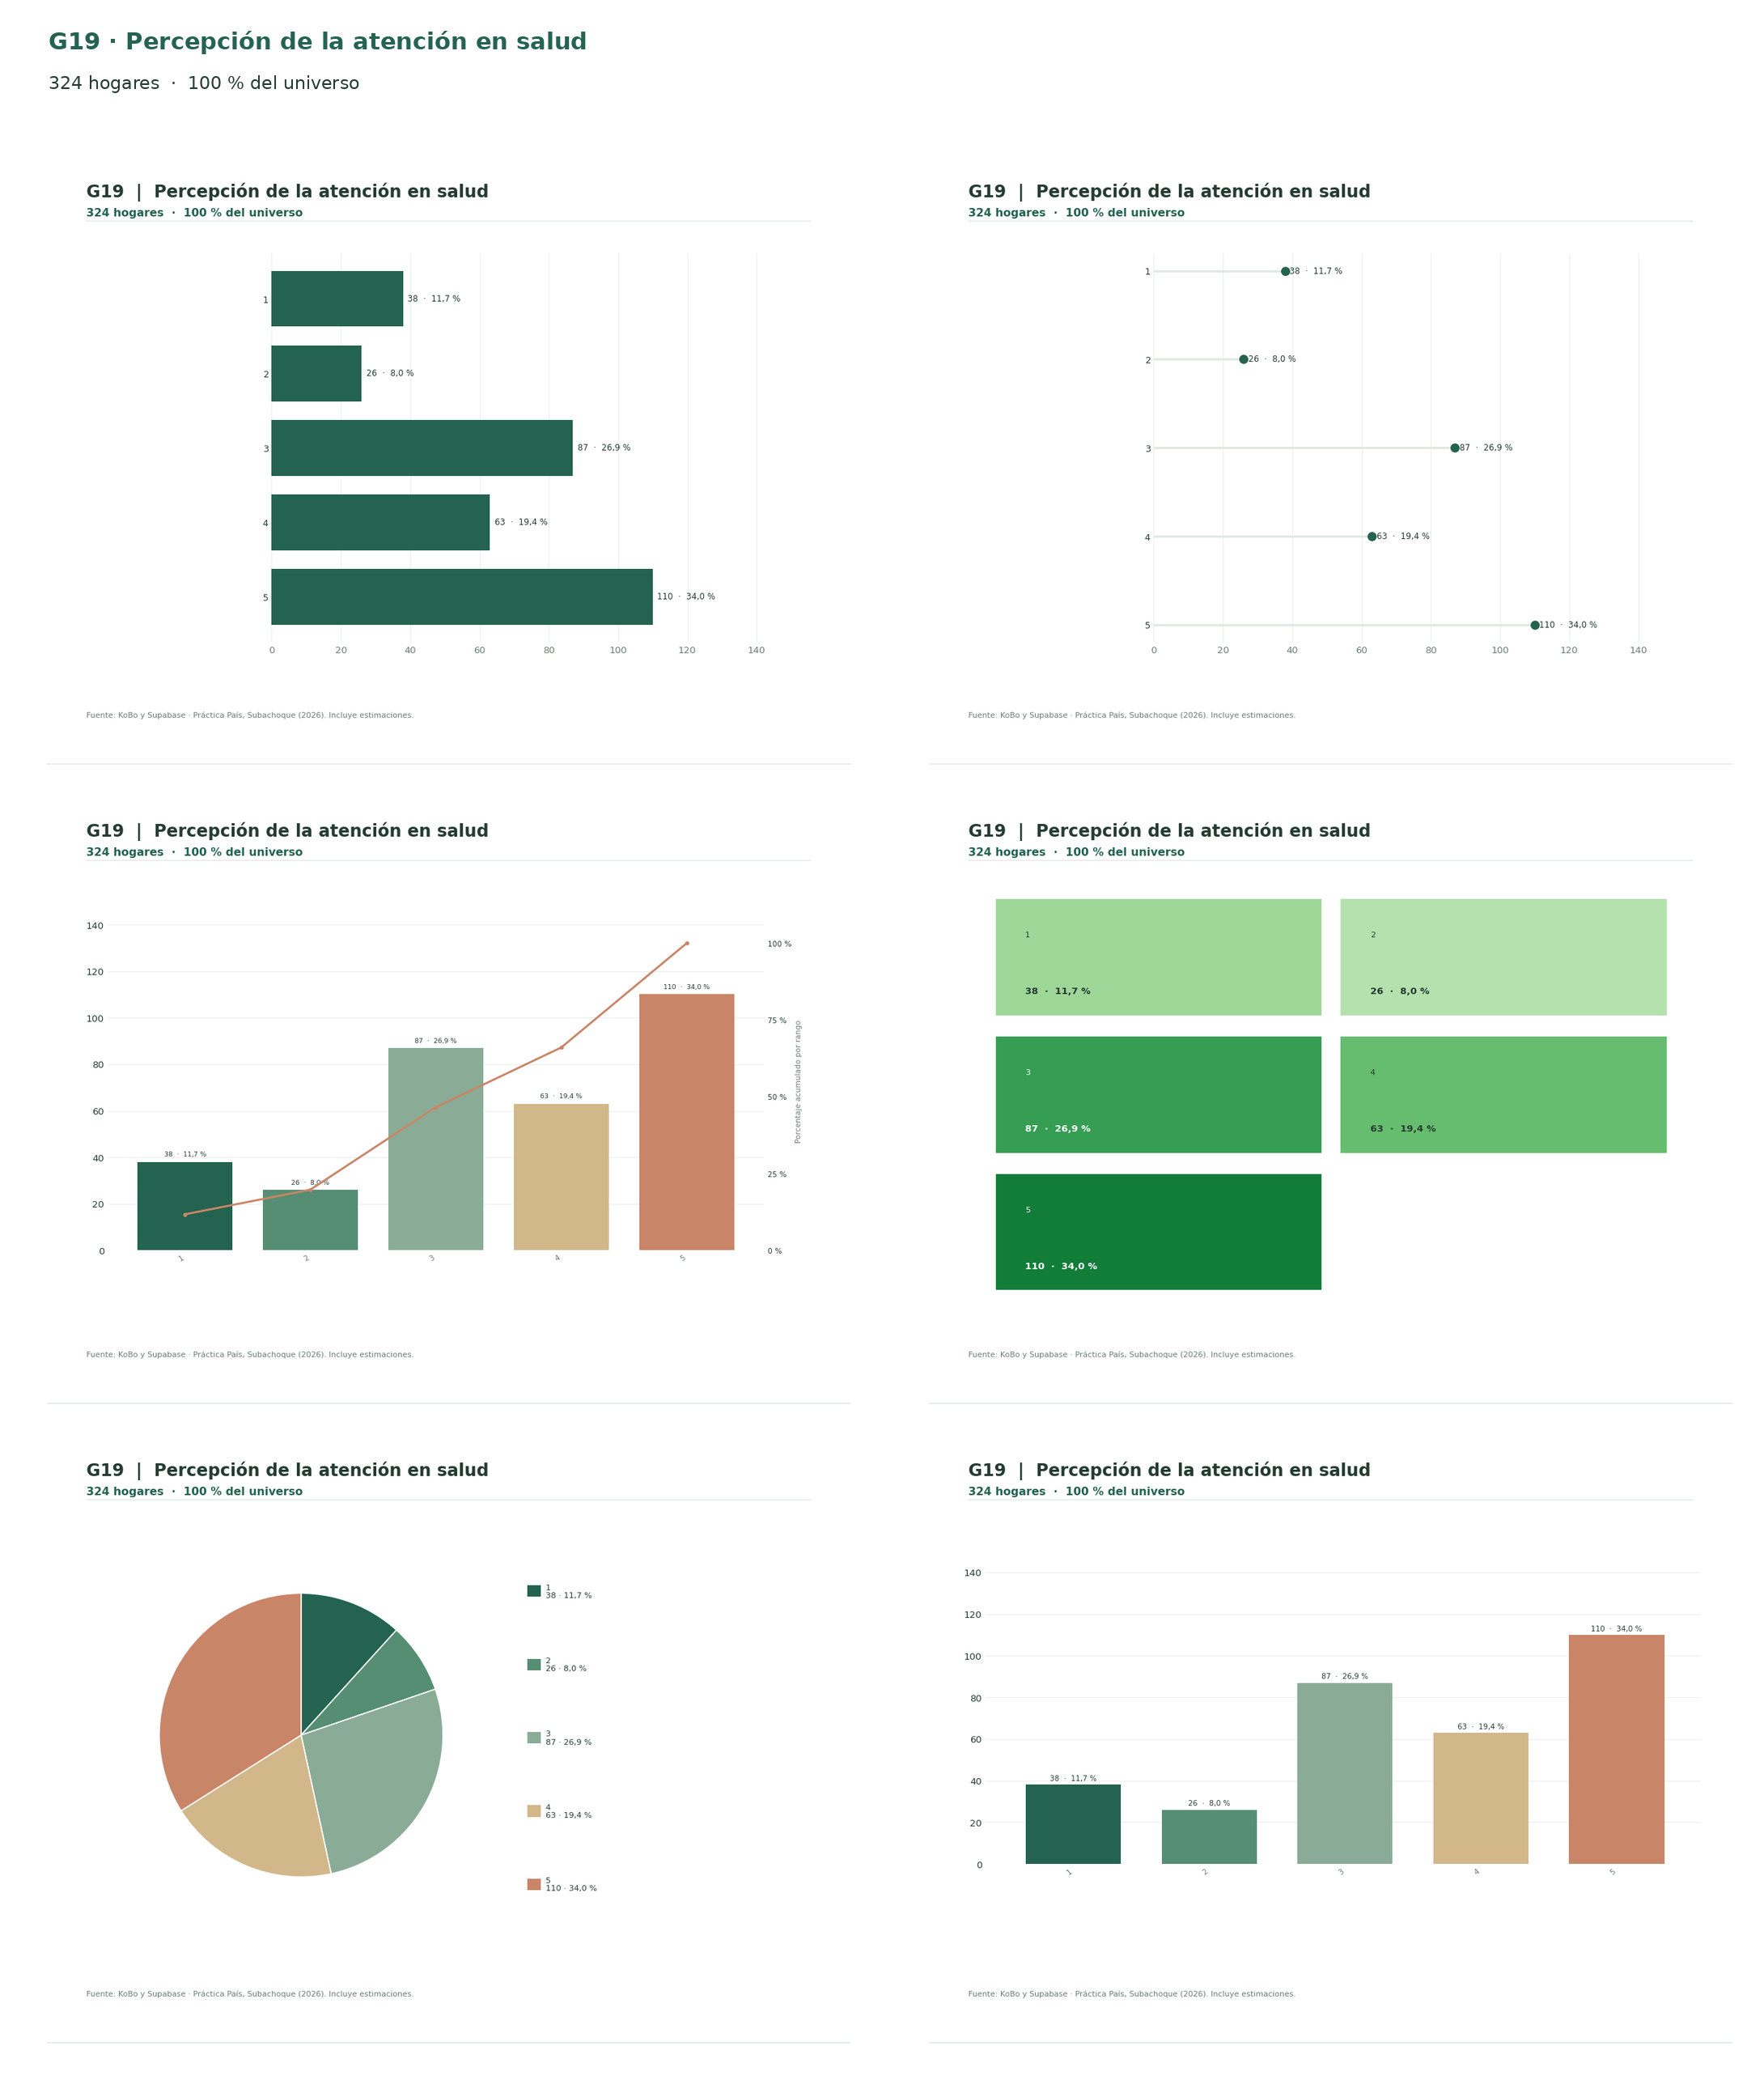 G19 · Percepción de la atención en salud
324 hogares · 100 % del universo
G19 | Percepción de la atención en salud
324 hogares · 100 % del universo
1
38 · 11,7 %
2
26 · 8,0 %
3
87 · 26,9 %
4
63 · 19,4 %
5
110 · 34,0 %
0 20 40 60 80 100 120 140
Fuente: KoBo y Supabase · Práctica País, Subachoque (2026). Incluye estimaciones.
G19 | Percepción de la atención en salud
324 hogares · 100 % del universo
1
38 · 11,7 %
2
26 · 8,0 %
3
87 · 26,9 %
4
63 · 19,4 %
5
110 · 34,0 %
0 20 40 60 80 100 120 140
Fuente: KoBo y Supabase · Práctica País, Subachoque (2026). Incluye estimaciones.
G19 | Percepción de la atención en salud
324 hogares · 100 % del universo
140
120
100
80
60
40
20
0
38 · 11,7 %
26 · 8,0 %
87 · 26,9 %
63 · 19,4 %
110 · 34,0 %
1 2 3 4 5
100 %
75 %
50 %
25 %
0 %
Porcentaje acumulado por rango
Fuente: KoBo y Supabase · Práctica País, Subachoque (2026). Incluye estimaciones.
G19 | Percepción de la atención en salud
324 hogares · 100 % del universo
1
38 · 11,7 %
2
26 · 8,0 %
3
87 · 26,9 %
4
63 · 19,4 %
5
110 · 34,0 %
Fuente: KoBo y Supabase · Práctica País, Subachoque (2026). Incluye estimaciones.
G19 | Percepción de la atención en salud
324 hogares · 100 % del universo
1
38 · 11,7 %
2
26 · 8,0 %
3
87 · 26,9 %
4
63 · 19,4 %
5
110 · 34,0 %
Fuente: KoBo y Supabase · Práctica País, Subachoque (2026). Incluye estimaciones.
G19 | Percepción de la atención en salud
324 hogares · 100 % del universo
140
120
100
80
60
40
20
0
38 · 11,7 %
26 · 8,0 %
87 · 26,9 %
63 · 19,4 %
110 · 34,0 %
1 2 3 4 5
Fuente: KoBo y Supabase · Práctica País, Subachoque (2026). Incluye estimaciones.